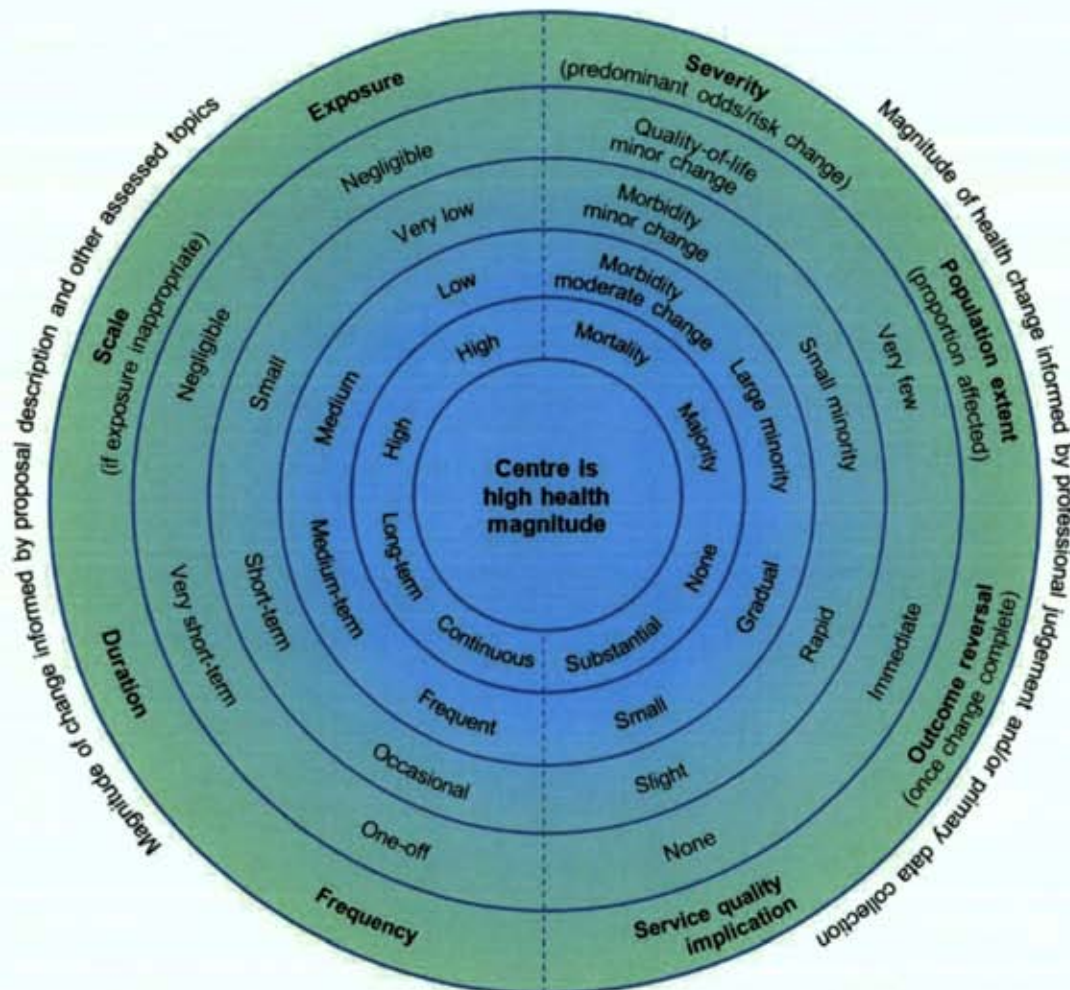 Magnitude of change informed by proposal description and other assessed topics
Magnitude of health change informed by professional judgement and/or primary data collection
Exposure
Negligible
Very low
Low
High
Severity
(predominant odds/risk change)
Quality-of-life
minor change
Morbidity
minor change
Morbidity
moderate change
Mortality
Scale
(if exposure inappropriate)
Negligible
Small
Medium
High
Population extent
(proportion affected)
Very few
Small minority
Large minority
Majority
Centre is
high health
magnitude
Duration
Very short-term
Short-term
Medium-term
Long-term
Outcome reversal
(once change complete)
Immediate
Rapid
Gradual
None
Frequency
One-off
Occasional
Frequent
Continuous
Service quality
implication
None
Slight
Small
Substantial